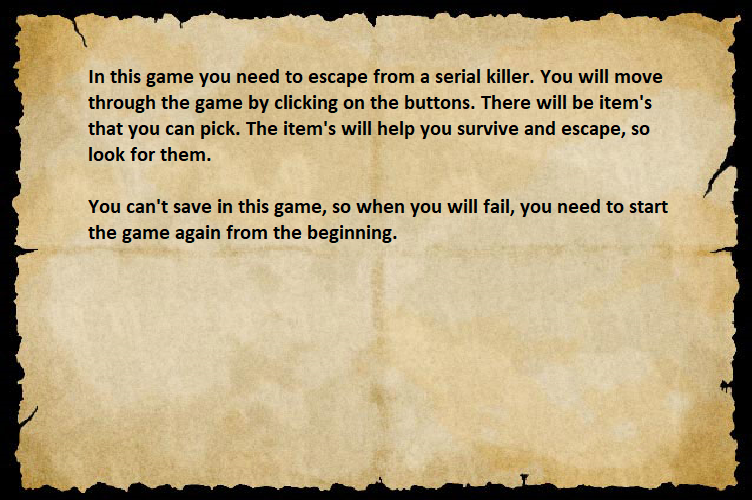 In this game you need to escape from a serial killer. You will move
through the game by clicking on the buttons. There will be item's
that you can pick. The item's will help you survive and escape, so
look for them.
You can't save in this game, so when you will fail, you need to start
the game again from the beginning.